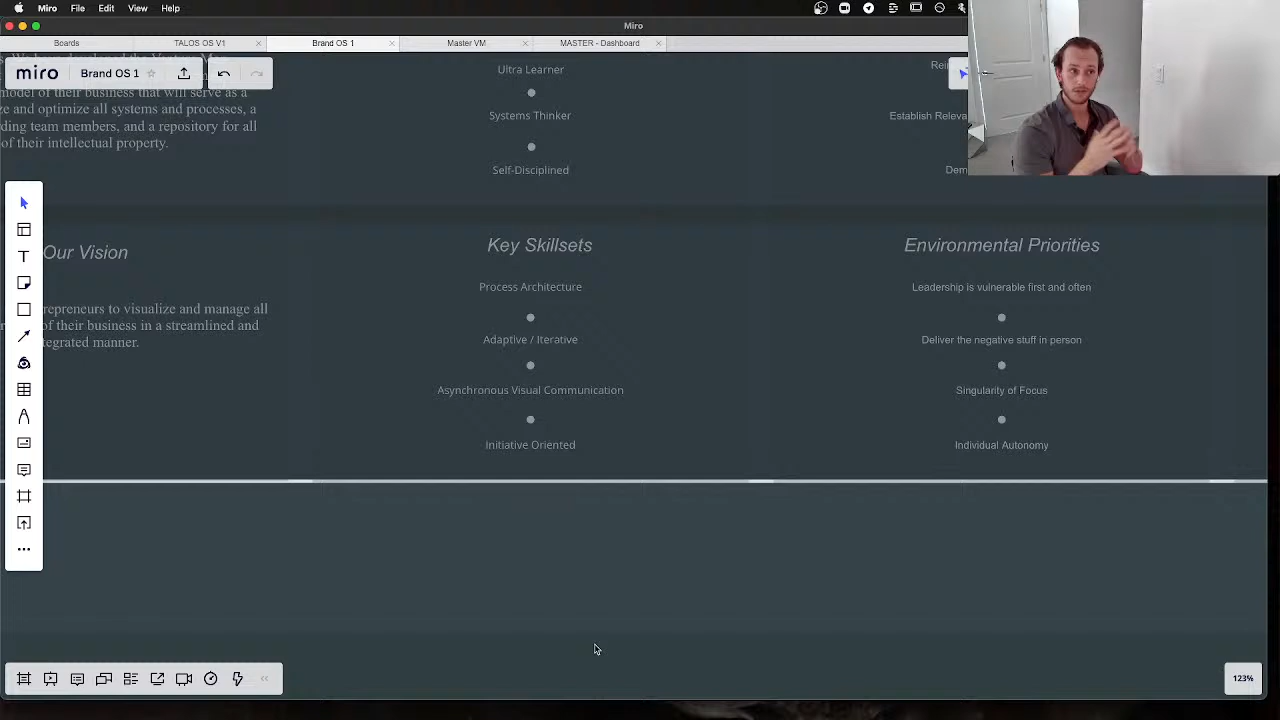 Miro File Edit View Help
Miro
Boards TALOS OS V1 Brand OS 1 Master VM MASTER - Dashboard
miro Brand OS 1
model of their business that will serve as a
ze and optimize all systems and processes, a
ding team members, and a repository for all
of their intellectual property.
Ultra Learner
Systems Thinker
Self-Disciplined
Establish Releva
Dem
Our Vision
repreneurs to visualize and manage all
of their business in a streamlined and
tegrated manner.
Key Skillsets
Process Architecture
Adaptive / Iterative
Asynchronous Visual Communication
Initiative Oriented
Environmental Priorities
Leadership is vulnerable first and often
Deliver the negative stuff in person
Singularity of Focus
Individual Autonomy
123%